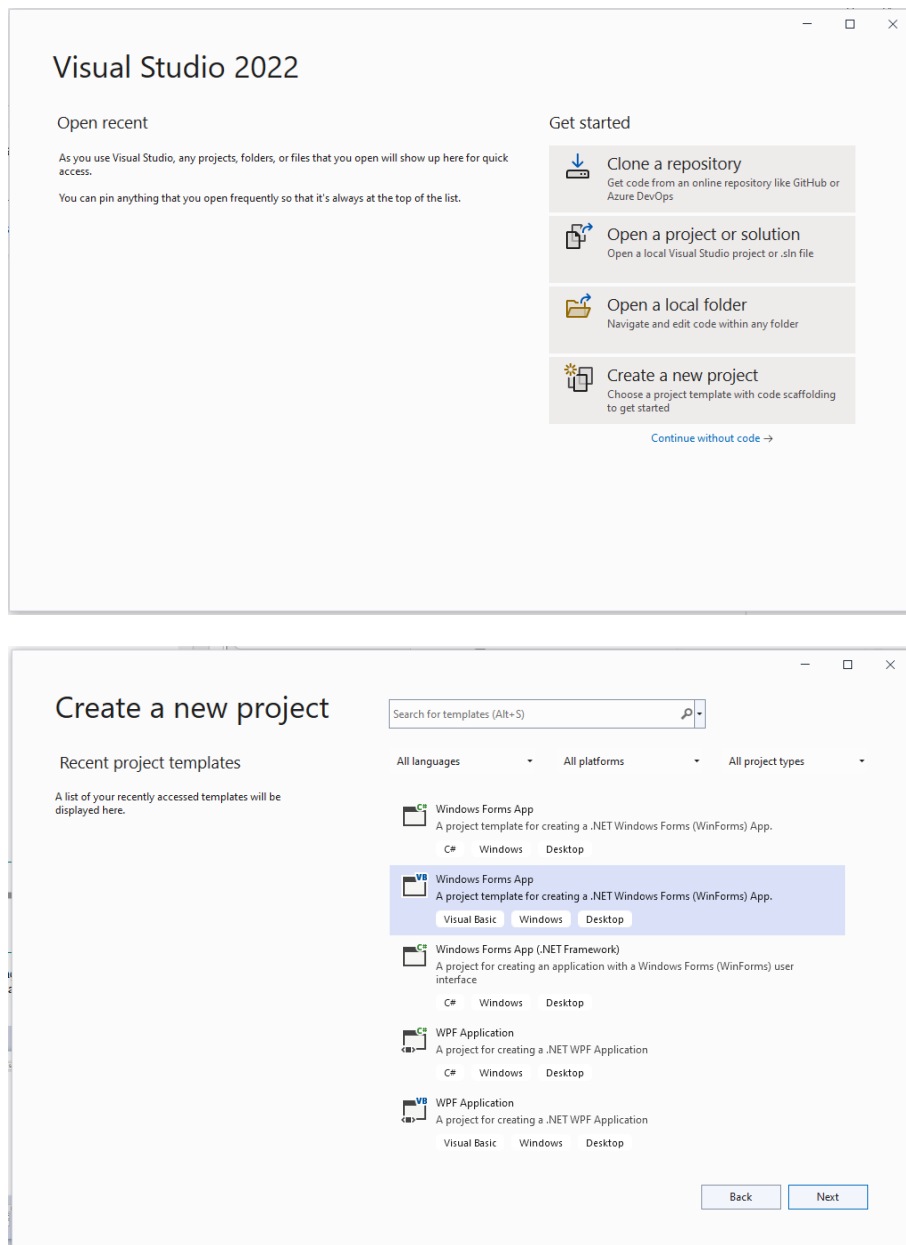 Visual Studio 2022
Open recent
As you use Visual Studio, any projects, folders, or files that you open will show up here for quick
access.
You can pin anything that you open frequently so that it's always at the top of the list.
Get started
Clone a repository
Get code from an online repository like GitHub or
Azure DevOps
Open a project or solution
Open a local Visual Studio project or .sln file
Open a local folder
Navigate and edit code within any folder
Create a new project
Choose a project template with code scaffolding
to get started
Continue without code →
Create a new project
Recent project templates
A list of your recently accessed templates will be
displayed here.
Search for templates (Alt+S)
All languages All platforms All project types
C#
Windows Forms App
A project template for creating a .NET Windows Forms (WinForms) App.
C# Windows Desktop
VB
Windows Forms App
A project template for creating a .NET Windows Forms (WinForms) App.
Visual Basic Windows Desktop
C#
Windows Forms App (.NET Framework)
A project for creating an application with a Windows Forms (WinForms) user
interface
C# Windows Desktop
C#
WPF Application
A project for creating a .NET WPF Application
C# Windows Desktop
VB
WPF Application
A project for creating a .NET WPF Application
Visual Basic Windows Desktop
Back Next